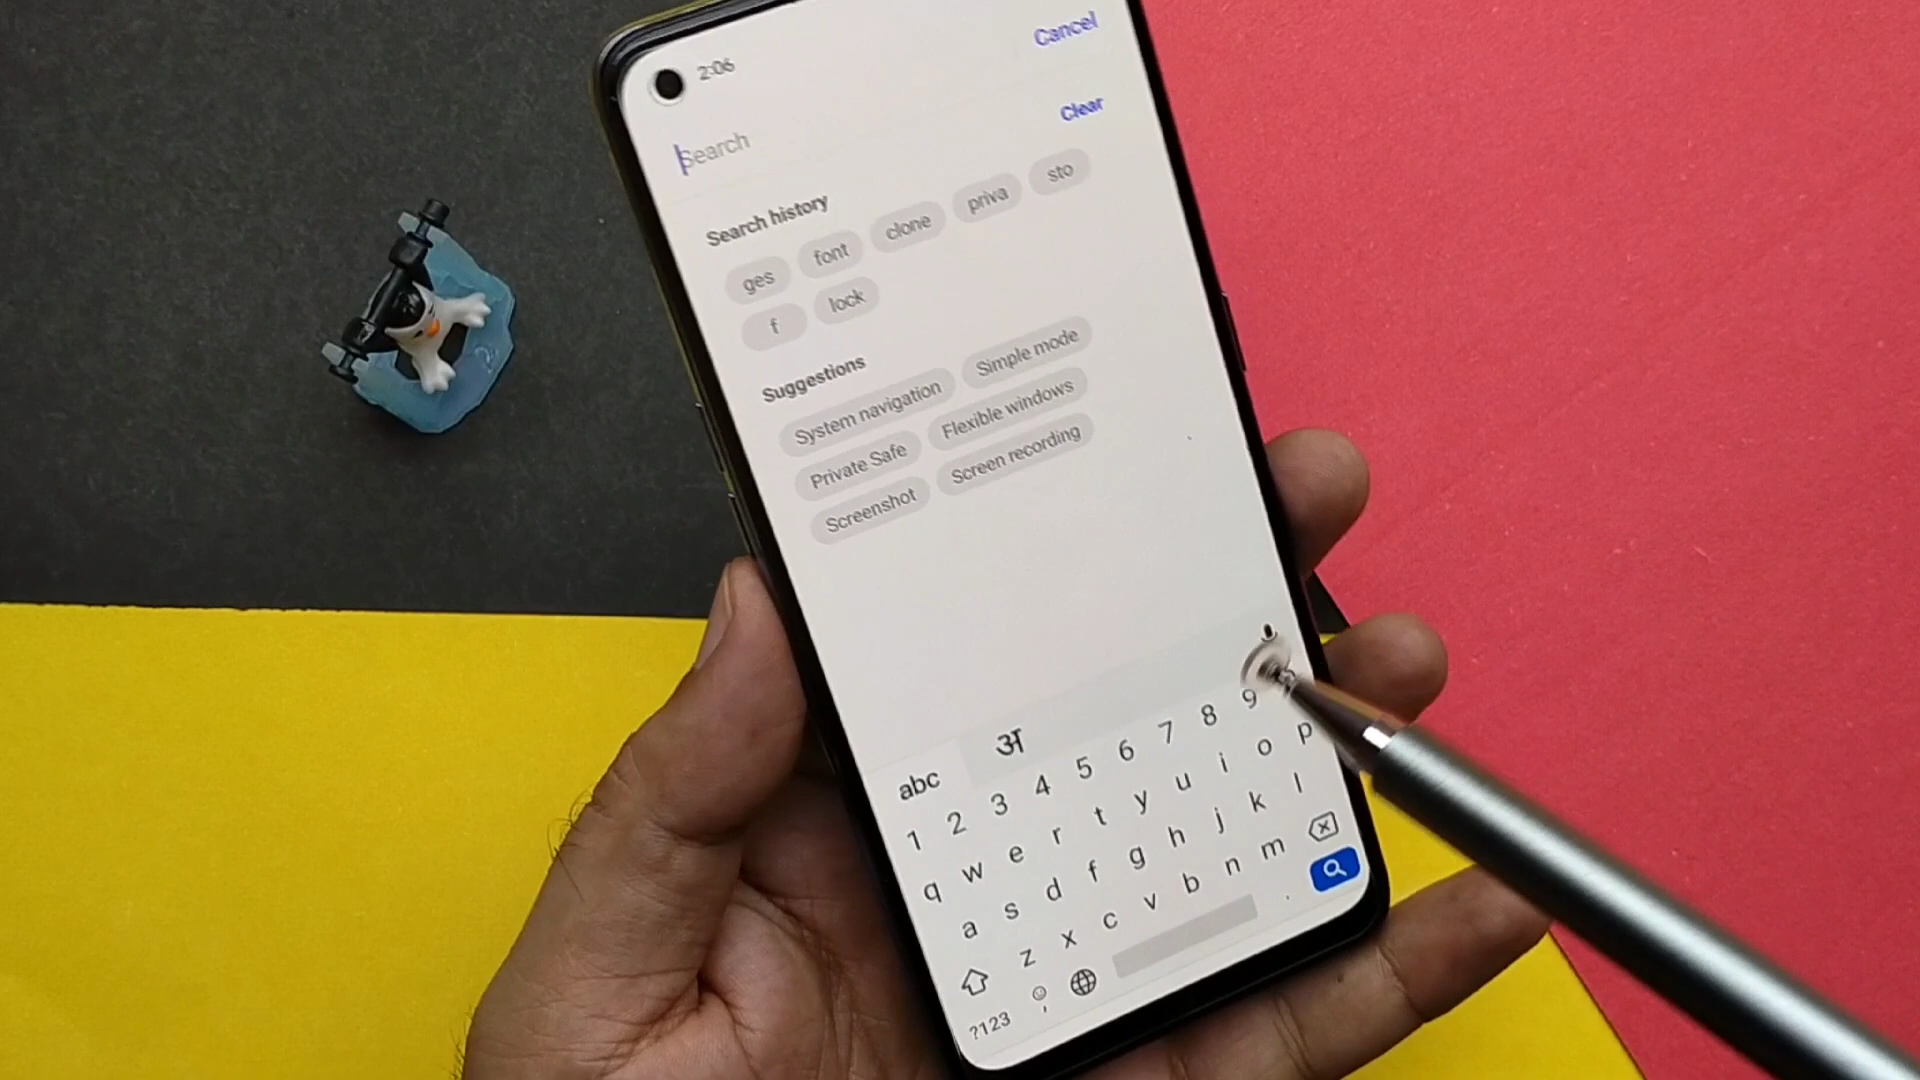 2:06
Cancel
Search
Clear
Search history
ges font clone priva sto
f lock
Suggestions
System navigation Simple mode
Private Safe Flexible windows
Screenshot Screen recording
abc अ
1 2 3 4 5 6 7 8 9
q w e r t y u i o p
a s d f g h j k l
z x c v b n m
?123 , .